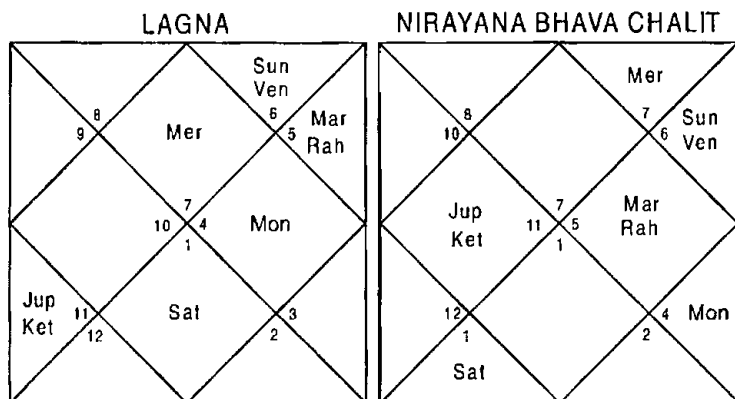 LAGNA
Sun
Ven
8
6
Mar
Rah
9
Mer
5
7
10
4
Mon
1
Jup
Ket
11
Sat
3
12
2
NIRAYANA BHAVA CHALIT
Mer
8
7
Sun
Ven
10
6
7
Mar
Rah
Jup
Ket
11
5
1
12
4
Mon
1
2
Sat